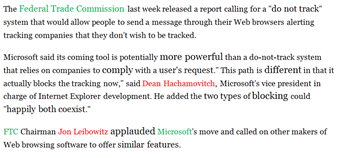 The Federal Trade Commission last week released a report calling for a "do not track"
system that would allow people to send a message through their Web browsers alerting
tracking companies that they don't wish to be tracked.
Microsoft said its coming tool is potentially more powerful than a do-not-track system
that relies on companies to comply with a user's request." This path is different in that it
actually blocks the tracking now," said Dean Hachamovitch, Microsoft's vice president in
charge of Internet Explorer development. He added the two types of blocking could
"happily both coexist."
FTC Chairman Jon Leibowitz applauded Microsoft's move and called on other makers of
Web browsing software to offer similar features.